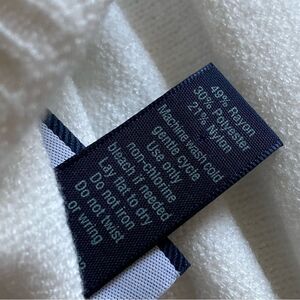 49% Rayon
30% Polyester
21% Nylon
Machine wash cold
gentle cycle
Use only
non-chlorine
bleach if needed
Lay flat to dry
Do not iron
Do not twist
or wring